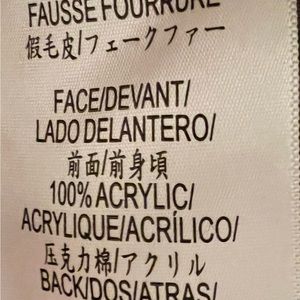 FAUSSE FOURRURE
假毛皮/フェークファー
FACE/DEVANT/
LADO DELANTERO/
前面/前身頃
100% ACRYLIC/
ACRYLIQUE/ACRÍLICO/
压克力棉/アクリル
BACK/DOS/ATRAS/